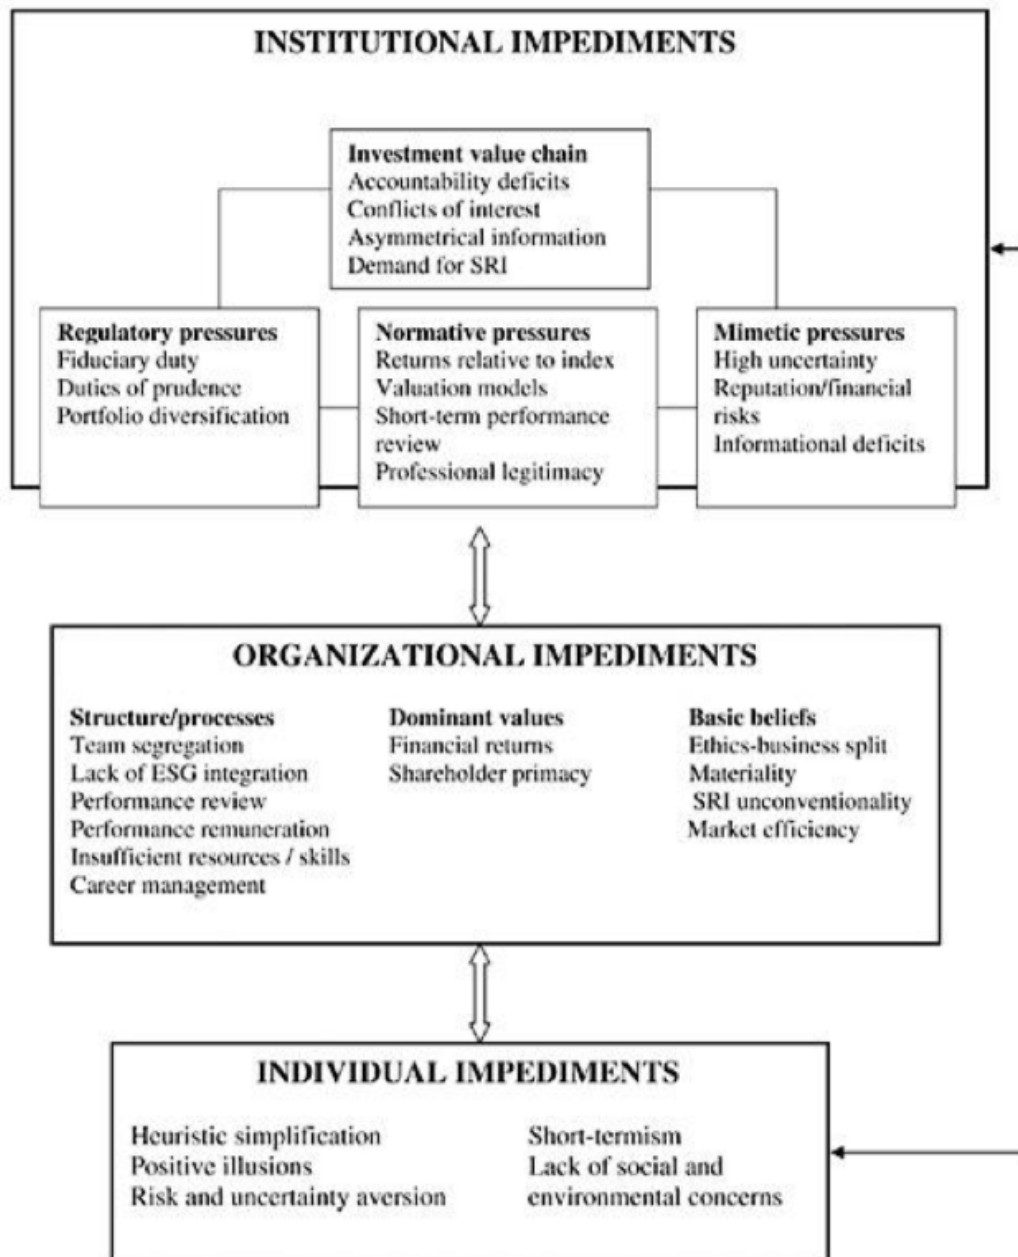 INSTITUTIONAL IMPEDIMENTS
Investment value chain
Accountability deficits
Conflicts of interest
Asymmetrical information
Demand for SRI
Regulatory pressures
Fiduciary duty
Duties of prudence
Portfolio diversification
Normative pressures
Returns relative to index
Valuation models
Short-term performance
review
Professional legitimacy
Mimetic pressures
High uncertainty
Reputation/financial
risks
Informational deficits
ORGANIZATIONAL IMPEDIMENTS
Structure/processes
Team segregation
Lack of ESG integration
Performance review
Performance remuneration
Insufficient resources / skills
Career management
Dominant values
Financial returns
Shareholder primacy
Basic beliefs
Ethics-business split
Materiality
SRI unconventionality
Market efficiency
INDIVIDUAL IMPEDIMENTS
Heuristic simplification
Positive illusions
Risk and uncertainty aversion
Short-termism
Lack of social and
environmental concerns